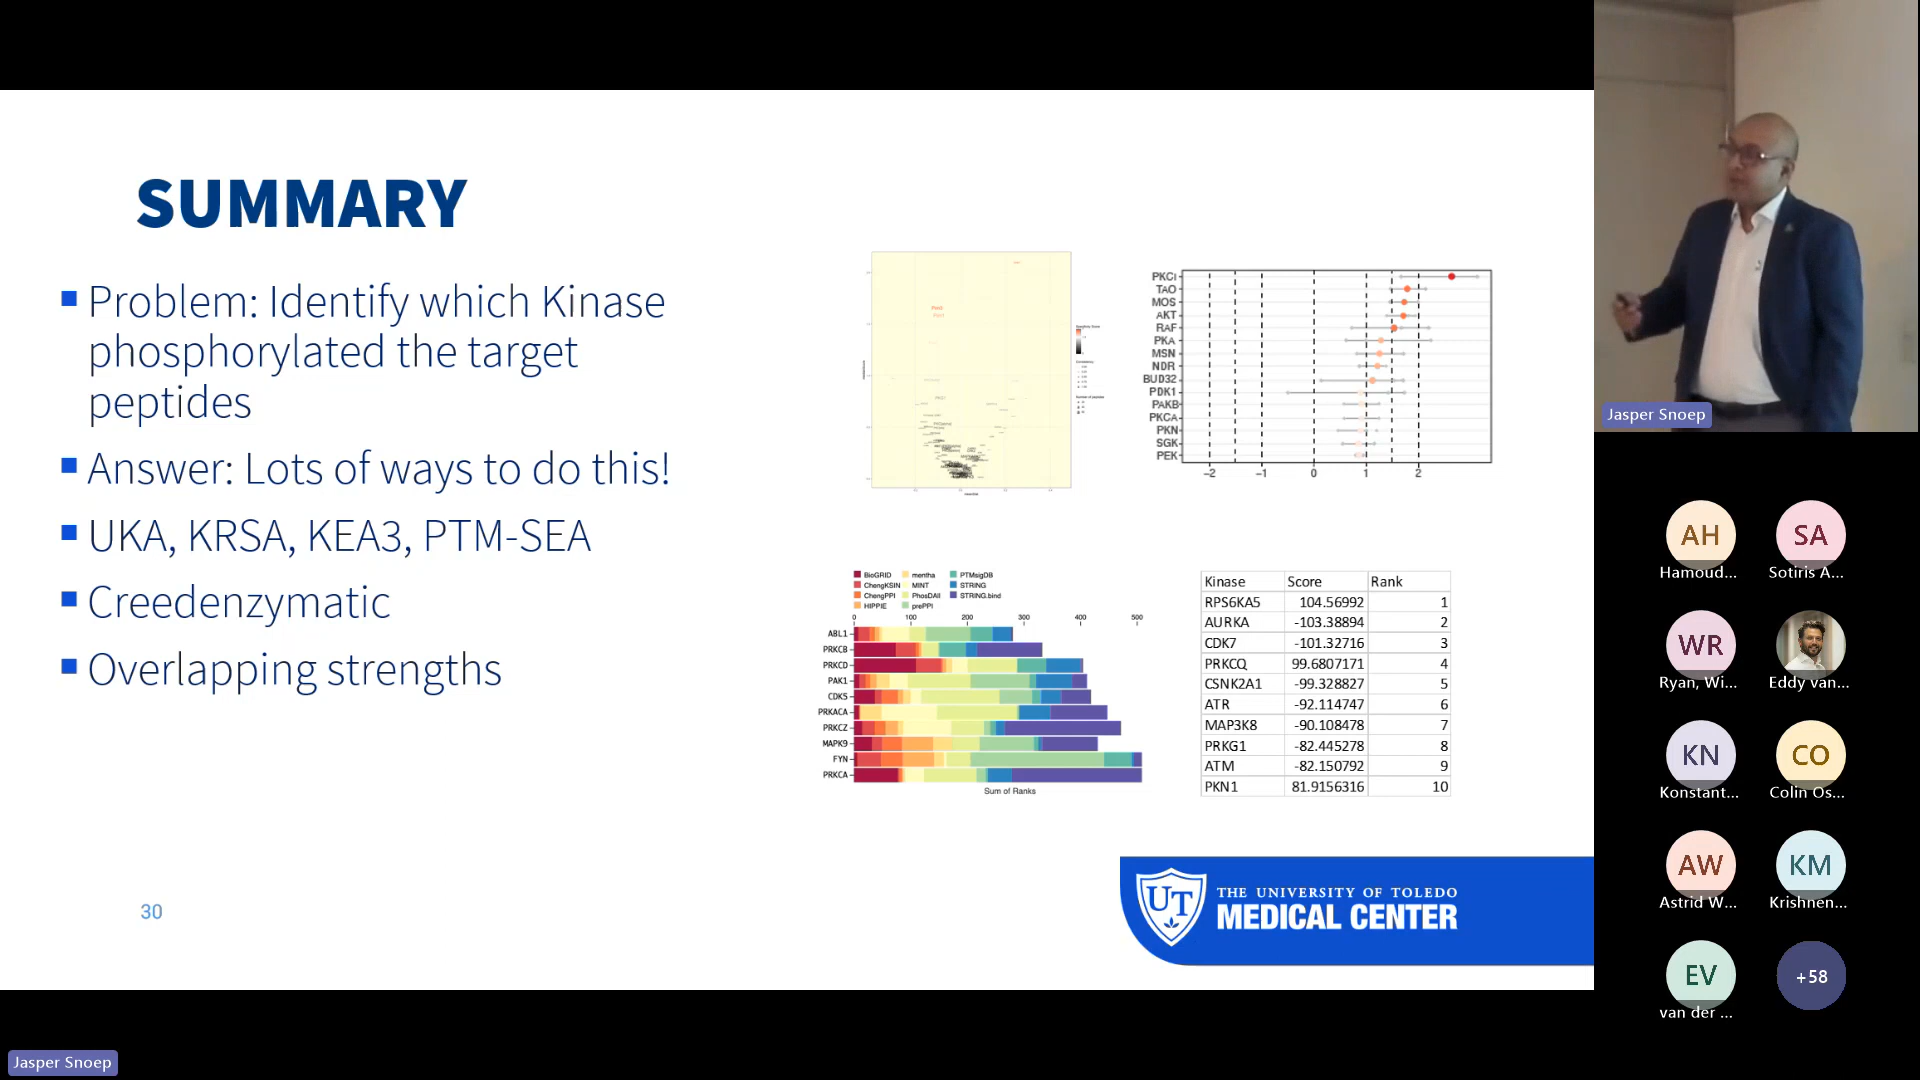 SUMMARY
Problem: Identify which Kinase
phosphorylated the target
peptides
Answer: Lots of ways to do this!
UKA, KRSA, KEA3, PTM-SEA
Creedenzymatic
Overlapping strengths
PKCI
TAO
MOS
AKT
RAF
PKA
MSN
NDR
BUD32
PDK1
PAKB
PKCA
PKN
SGK
PEK
-2 -1 0 1 2
BioGRID mentha PTMsigDB
ChengKSIN MINT STRING
ChengPPI PhosDAll STRING.bind
HIPPIE prePPI
0 100 200 300 400 500
ABL1
PRKCB
PRKCD
PAK1
CDK5
PRKACA
PRKCZ
MAPK9
FYN
PRKCA
Sum of Ranks
Kinase Score Rank
RPS6KA5 104.56992 1
AURKA -103.38894 2
CDK7 -101.32716 3
PRKCQ 99.6807171 4
CSNK2A1 -99.328827 5
ATR -92.114747 6
MAP3K8 -90.108478 7
PRKG1 -82.445278 8
ATM -82.150792 9
PKN1 81.9156316 10
30
UT
THE UNIVERSITY OF TOLEDO
MEDICAL CENTER
Jasper Snoep
Jasper Snoep
AH SA
Hamoud... Sotiris A...
WR
Ryan, Wi... Eddy van...
KN CO
Konstant... Colin Os...
AW KM
Astrid W... Krishnen...
EV +58
van der ...